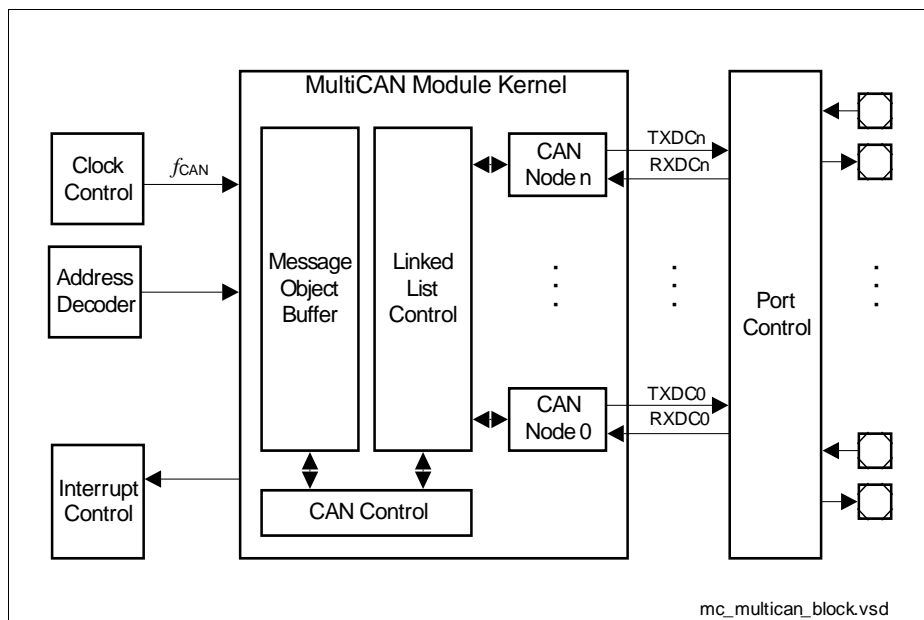 MultiCAN Module Kernel
Clock
Control
fCAN
Address
Decoder
Interrupt
Control
Message
Object
Buffer
Linked
List
Control
CAN Control
CAN
Node n
TXDCn
RXDCn
CAN
Node 0
TXDC0
RXDC0
Port
Control
mc_multican_block.vsd